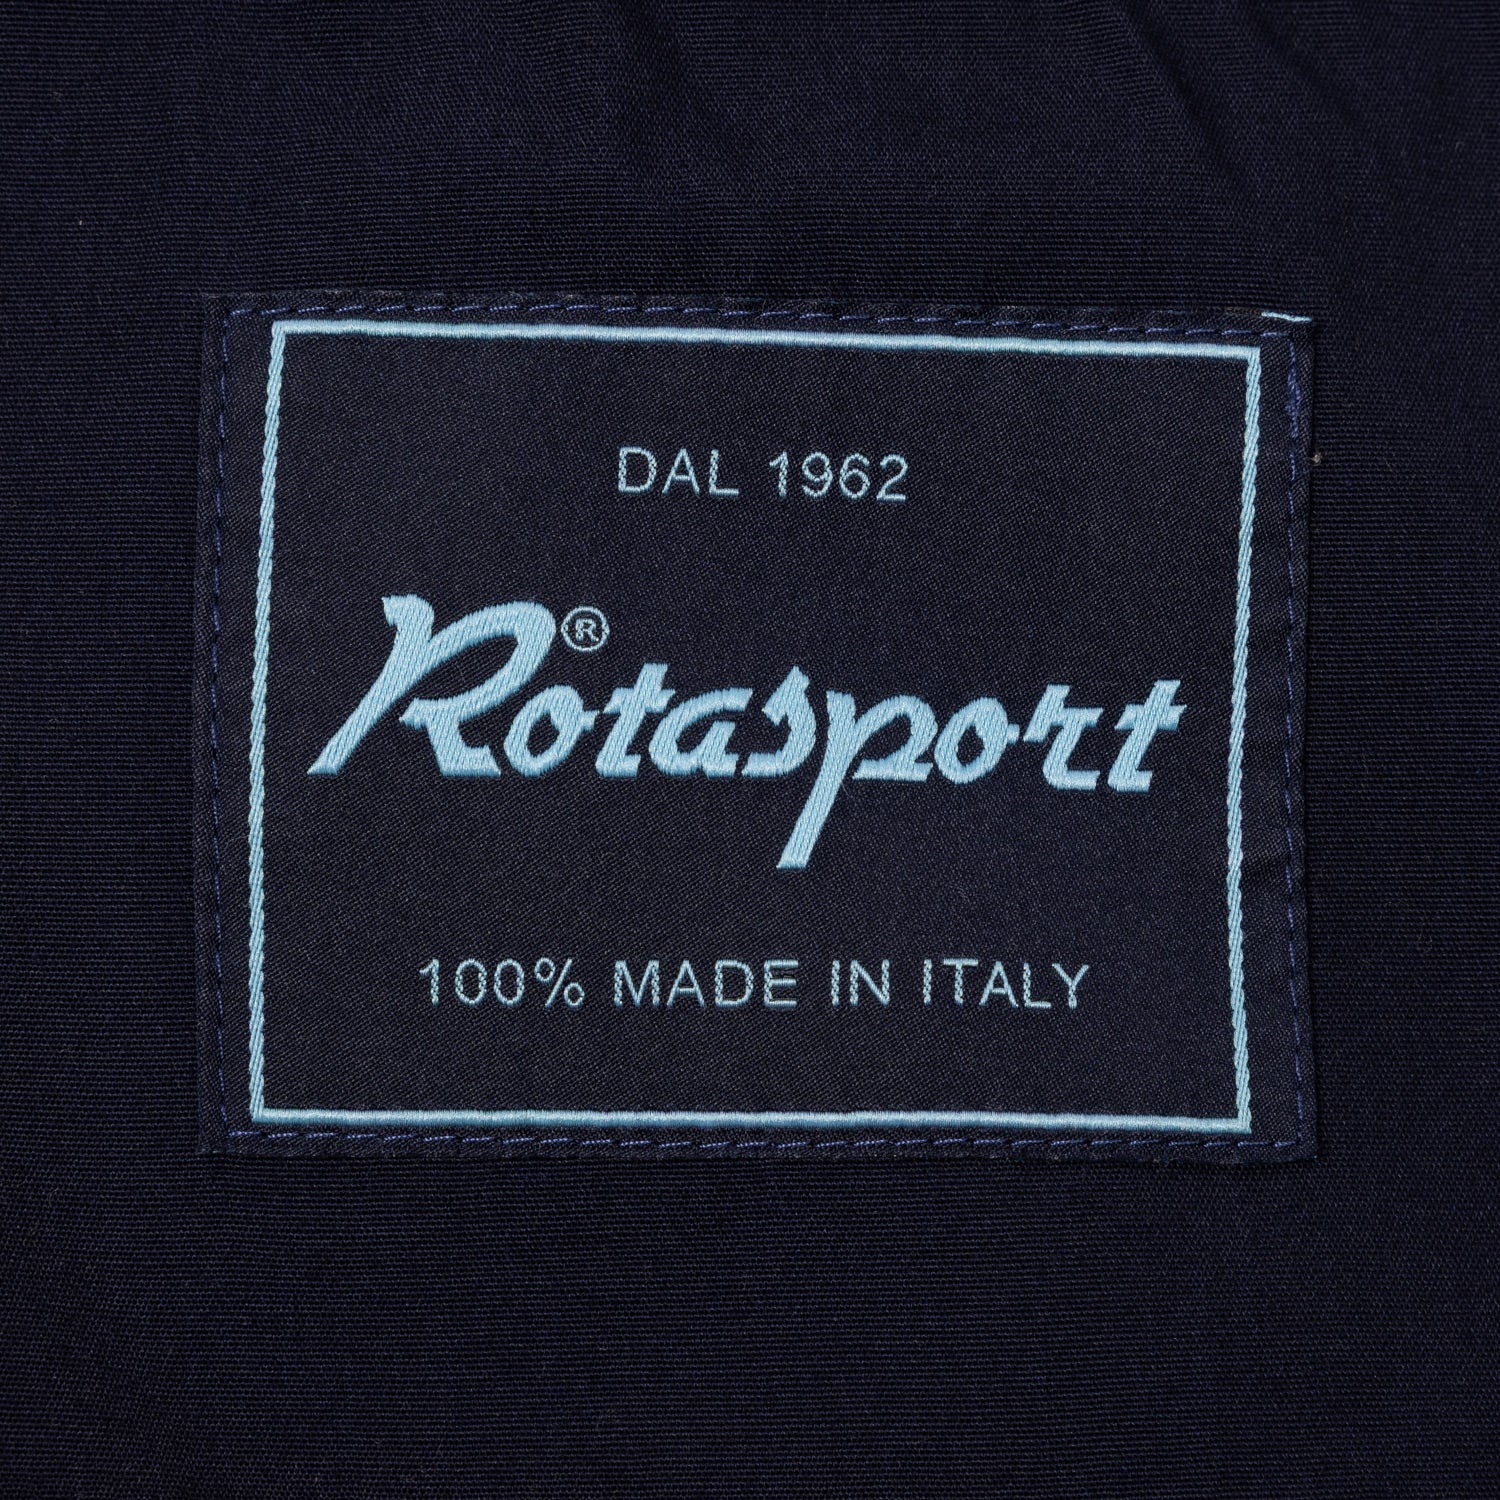 DAL 1962
Rotasport®
100% MADE IN ITALY